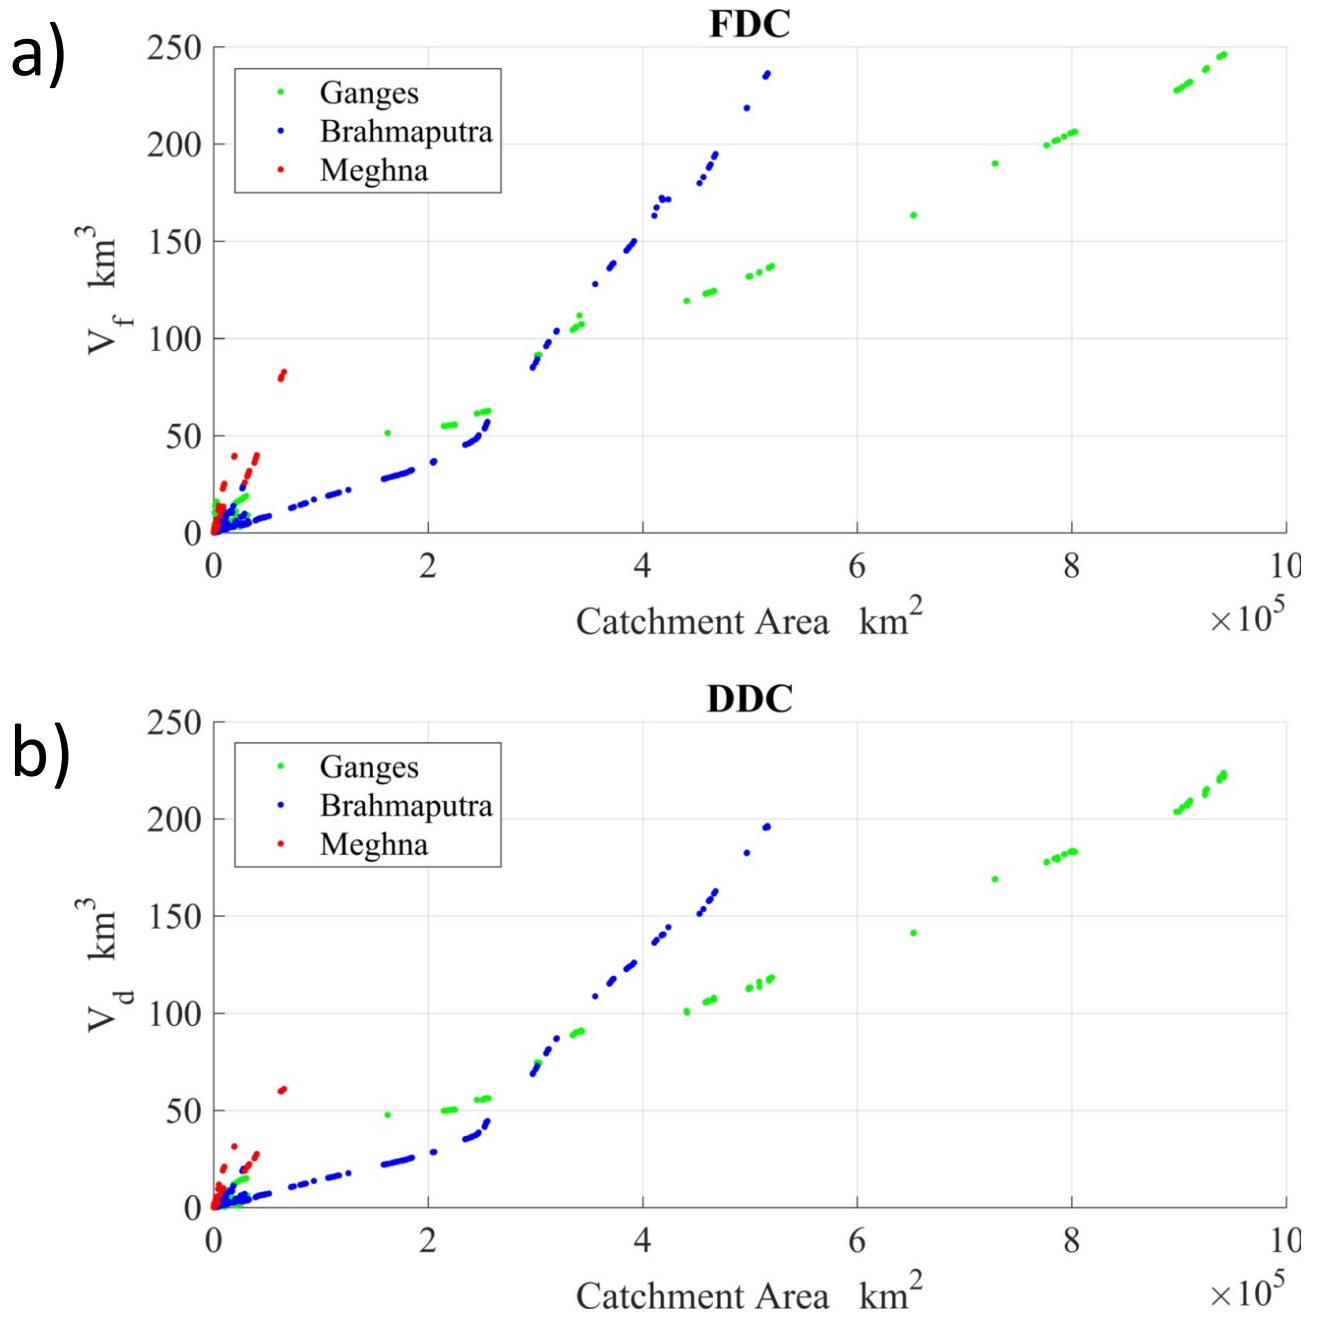 a)
FDC
250
200
150
100
50
0
V_f km^3
Ganges
Brahmaputra
Meghna
0 2 4 6 8 10
Catchment Area km^2
×10^5
b)
DDC
250
200
150
100
50
0
V_d km^3
Ganges
Brahmaputra
Meghna
0 2 4 6 8 10
Catchment Area km^2
×10^5